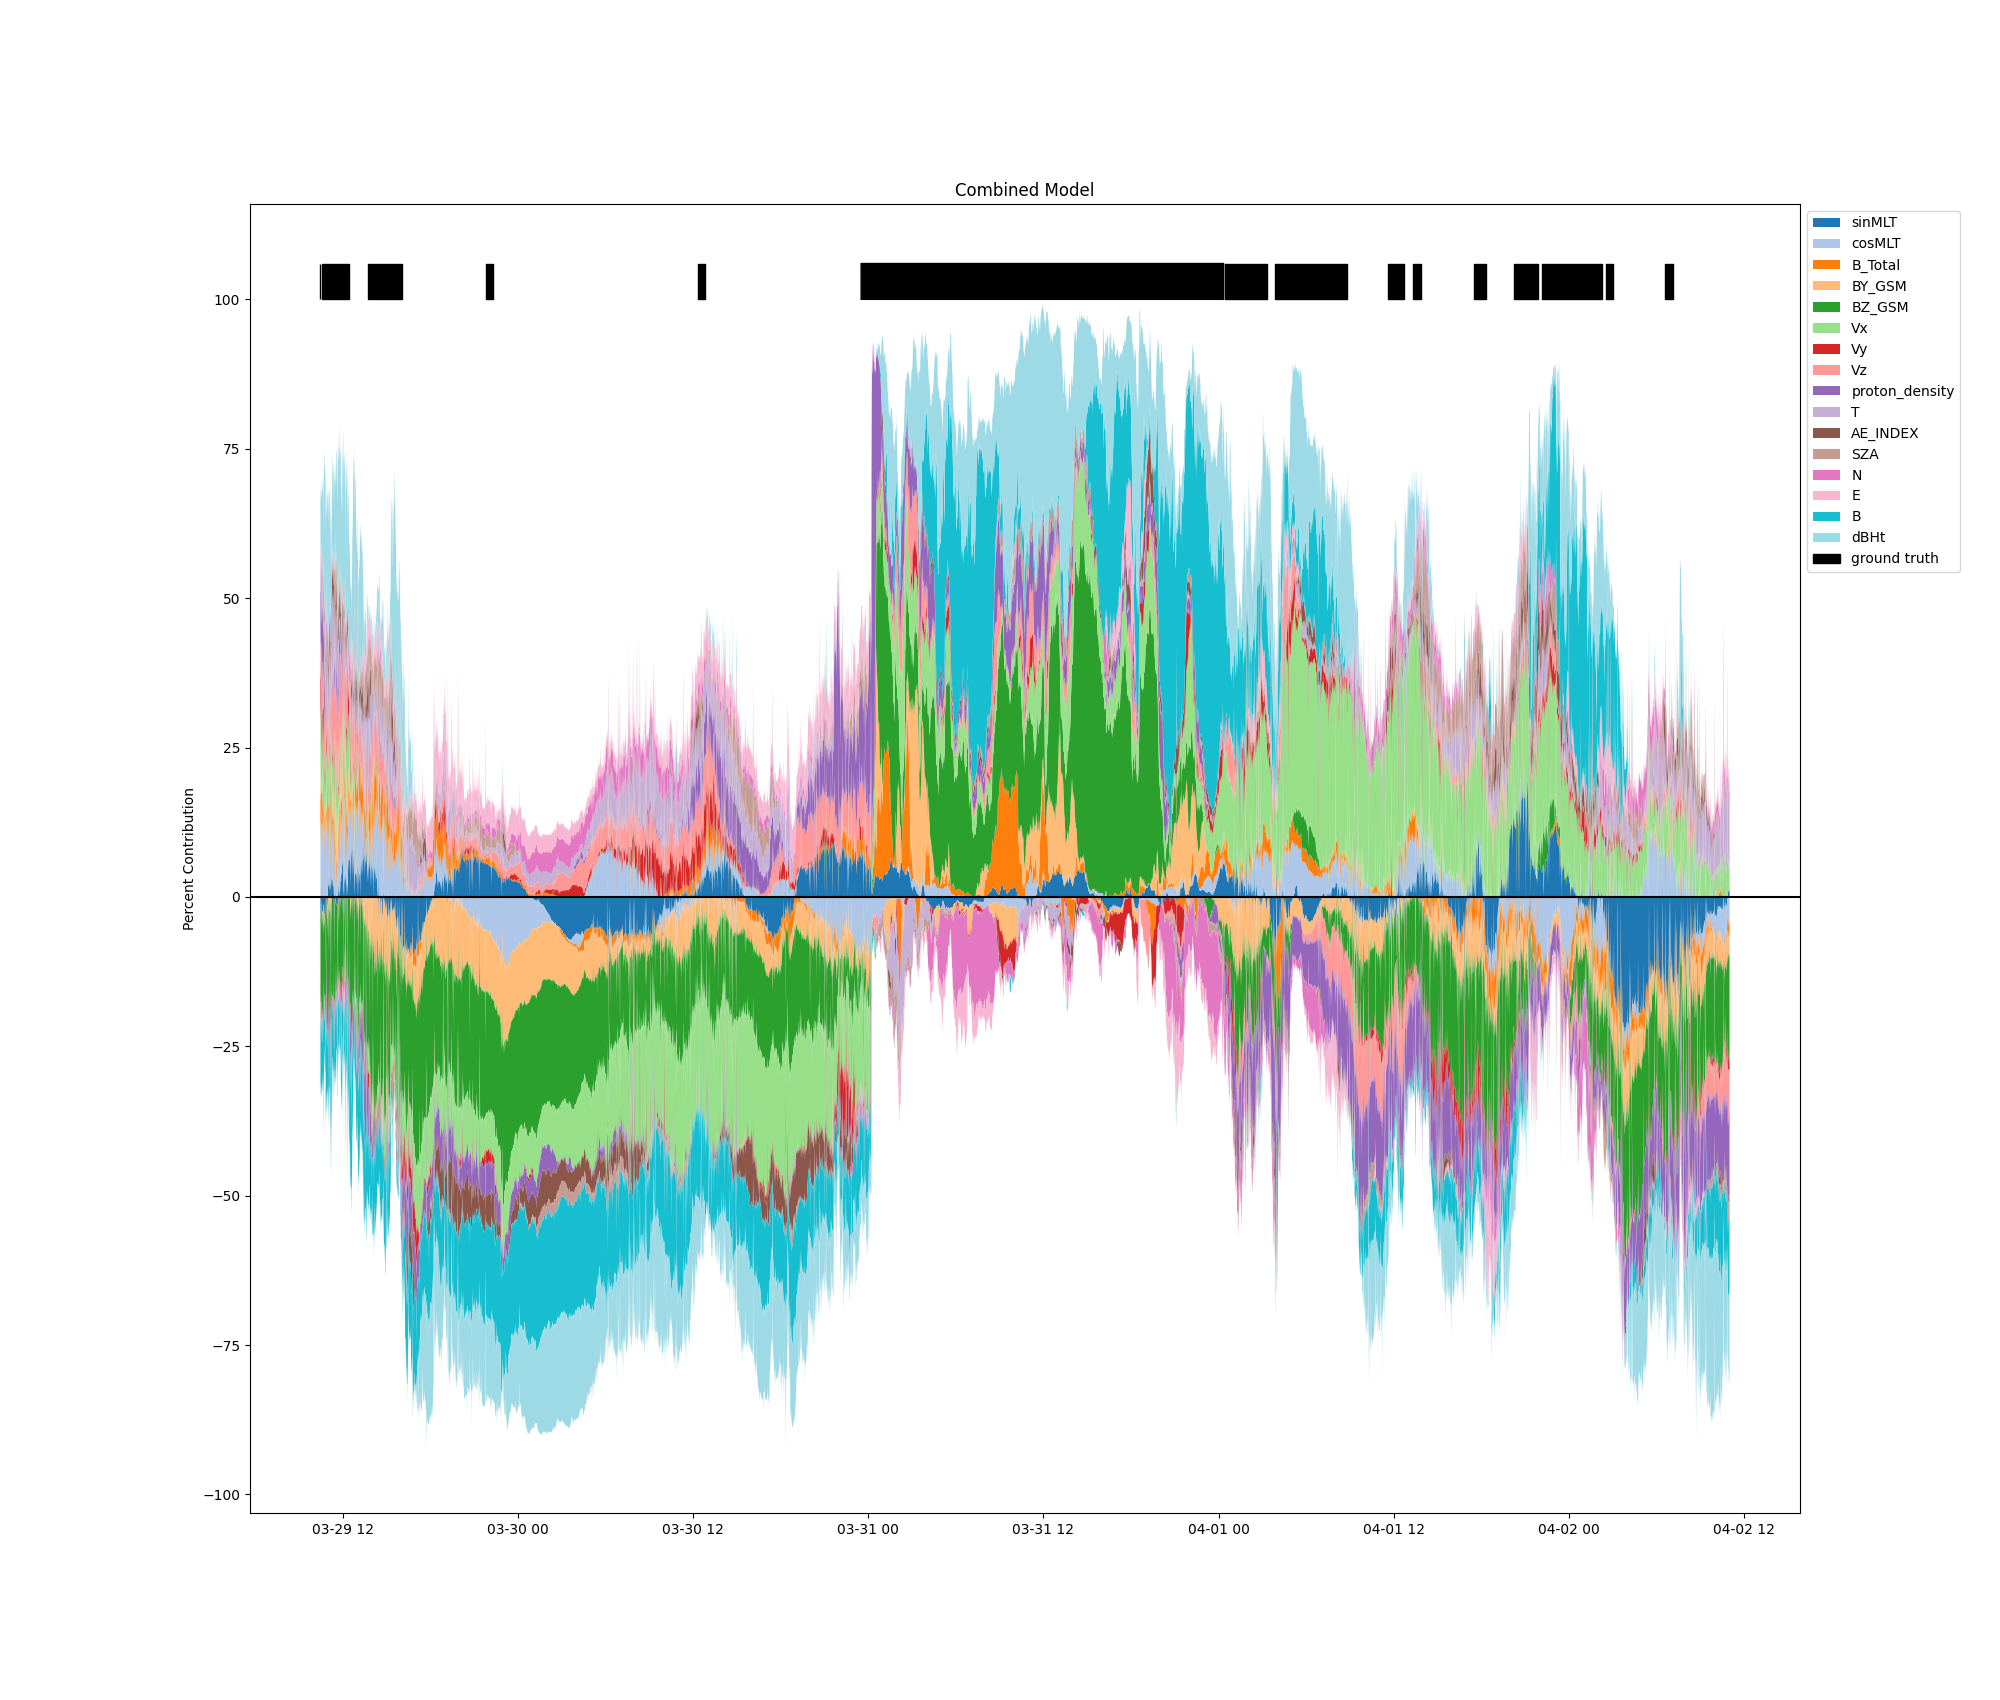 Combined Model
sinMLT
cosMLT
B_Total
BY_GSM
BZ_GSM
Vx
Vy
Vz
proton_density
T
AE_INDEX
SZA
N
E
B
dBHt
ground truth
100
75
50
25
0
−25
−50
−75
−100
Percent Contribution
03-29 12
03-30 00
03-30 12
03-31 00
03-31 12
04-01 00
04-01 12
04-02 00
04-02 12